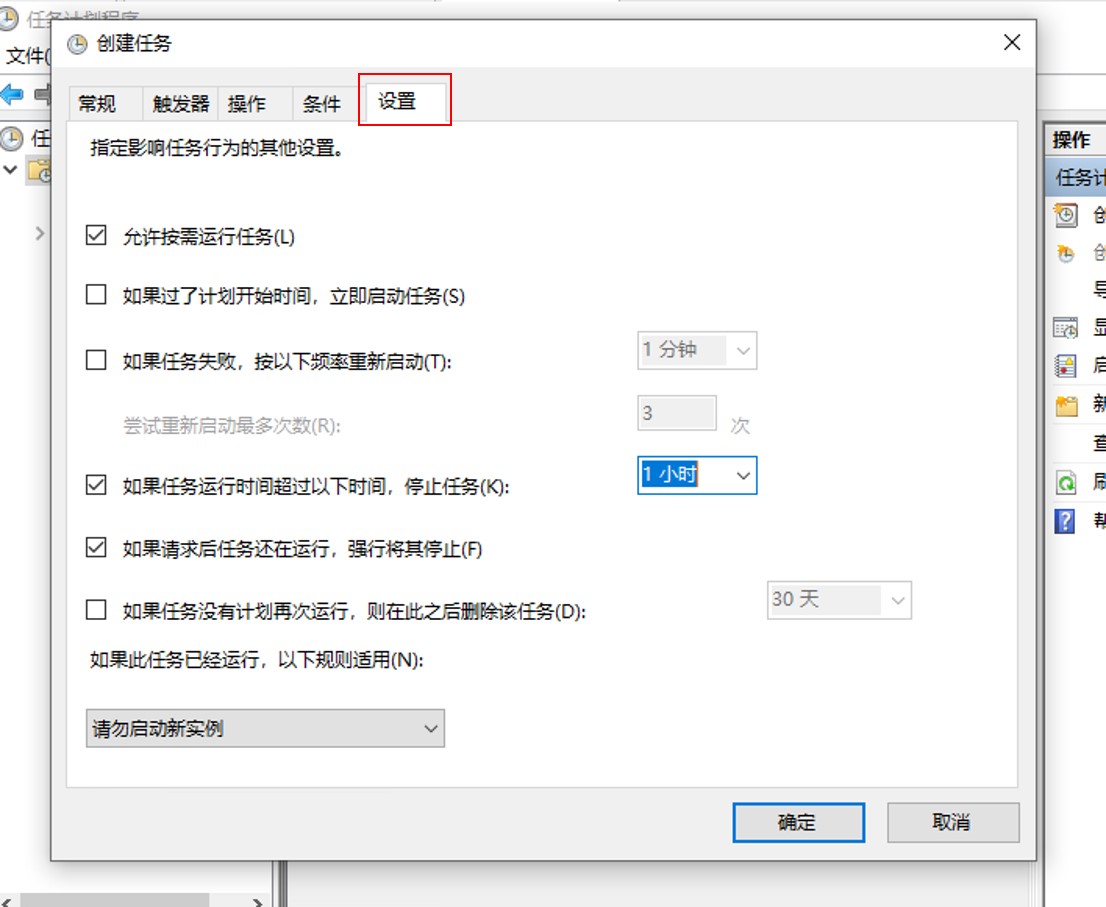 任务计划程序
文件(
创建任务
常规 触发器 操作 条件 设置
指定影响任务行为的其他设置。
允许按需运行任务(L)
如果过了计划开始时间，立即启动任务(S)
如果任务失败，按以下频率重新启动(T): 1 分钟
尝试重新启动最多次数(R): 3 次
如果任务运行时间超过以下时间，停止任务(K): 1 小时
如果请求后任务还在运行，强行将其停止(F)
如果任务没有计划再次运行，则在此之后删除该任务(D): 30 天
如果此任务已经运行，以下规则适用(N):
请勿启动新实例
确定 取消
任
操作
任务计
创
创
导
显
启
新
查
刷
帮